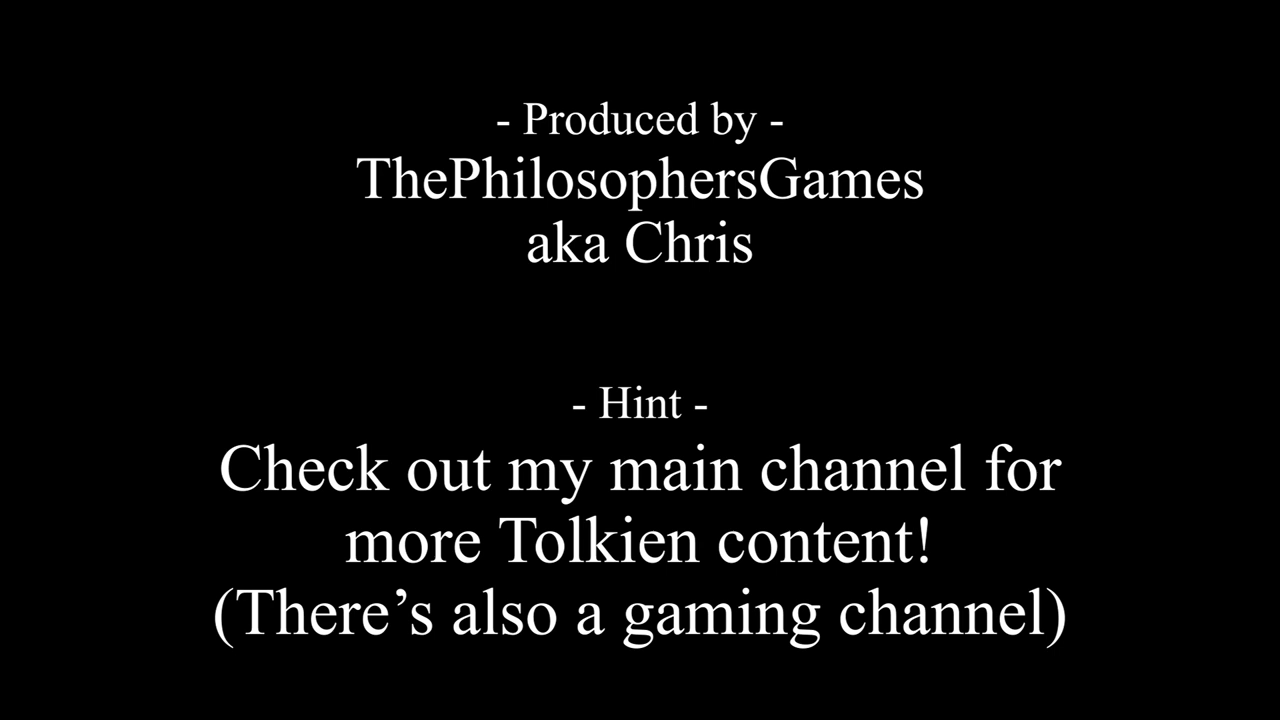 - Produced by -
ThePhilosophersGames
aka Chris
- Hint -
Check out my main channel for
more Tolkien content!
(There’s also a gaming channel)